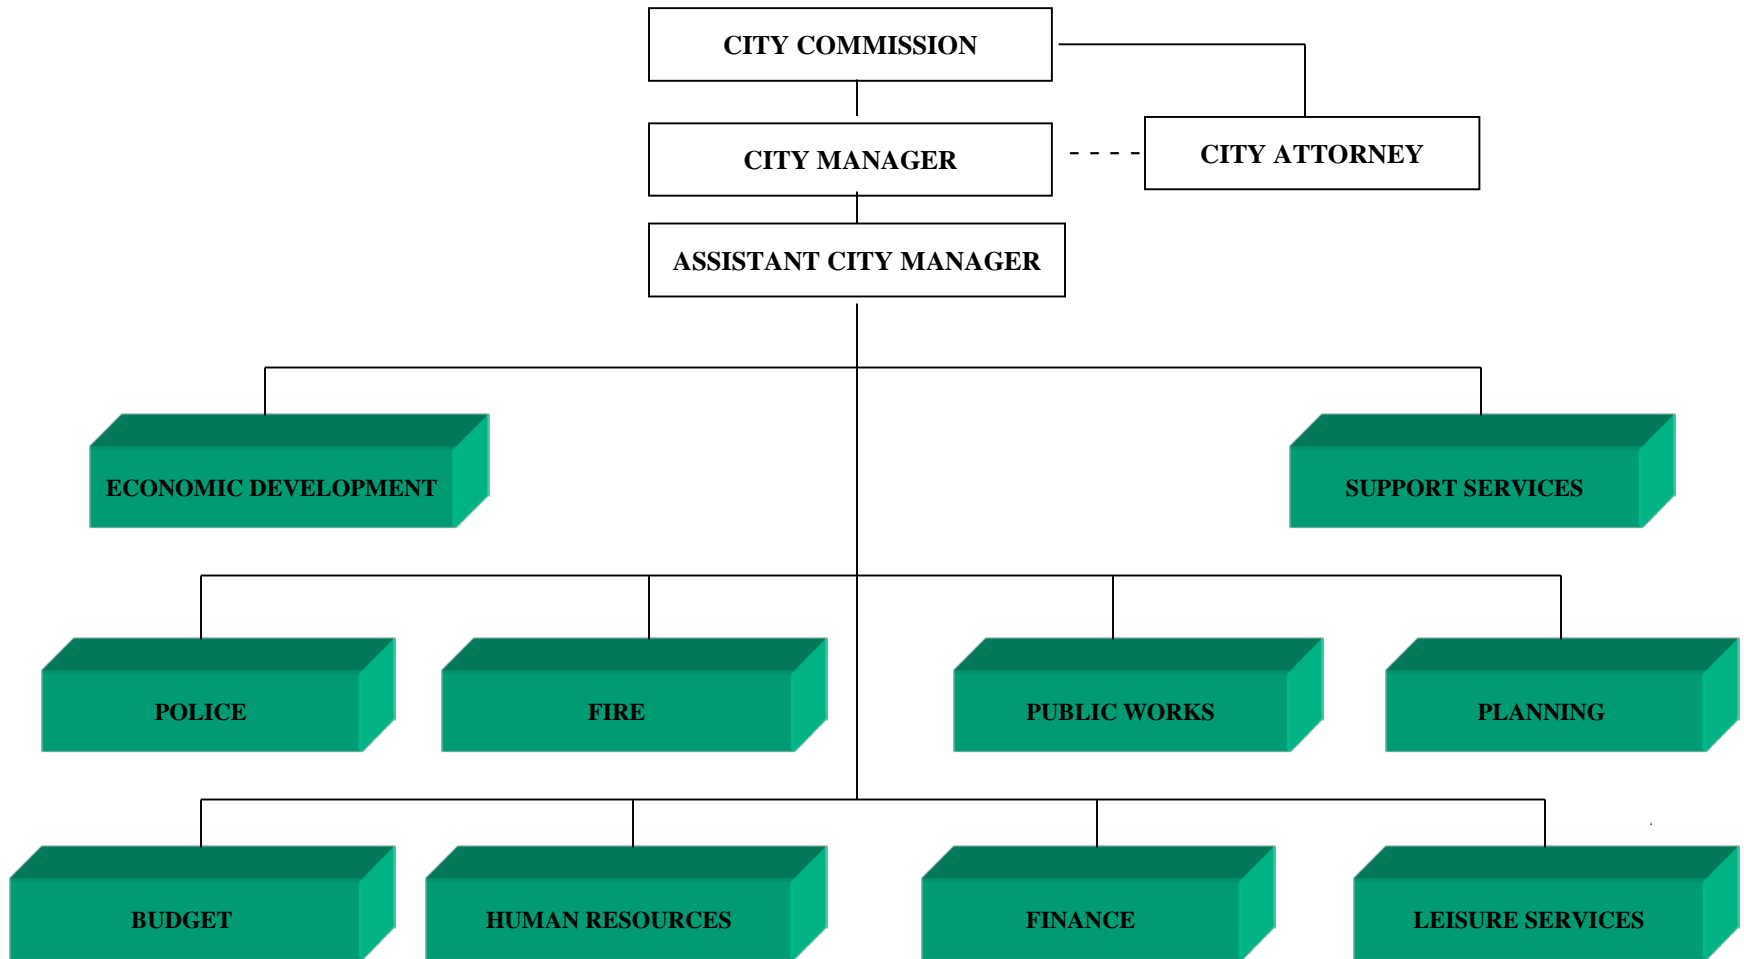 CITY COMMISSION
CITY MANAGER
CITY ATTORNEY
ASSISTANT CITY MANAGER
ECONOMIC DEVELOPMENT
SUPPORT SERVICES
POLICE
FIRE
PUBLIC WORKS
PLANNING
BUDGET
HUMAN RESOURCES
FINANCE
LEISURE SERVICES